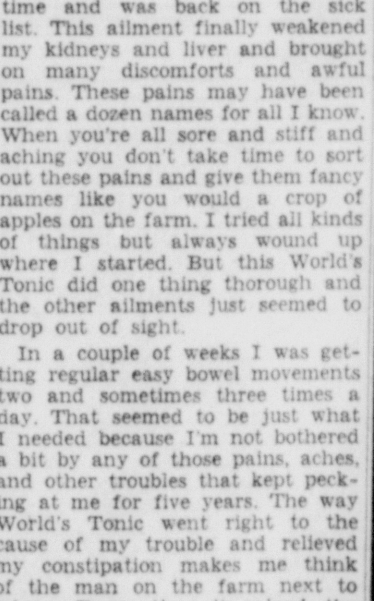 time and was back on the sick
list. This ailment finally weakened
my kidneys and liver and brought
on many discomforts and awful
pains. These pains may have been
called a dozen names for all I know.
When you're all sore and stiff and
aching you don't take time to sort
out these pains and give them fancy
names like you would a crop of
apples on the farm. I tried all kinds
of things but always wound up
where I started. But this World's
Tonic did one thing thorough and
the other ailments just seemed to
drop out of sight.
In a couple of weeks I was get-
ting regular easy bowel movements
two and sometimes three times a
day. That seemed to be just what
I needed because I'm not bothered
a bit by any of those pains, aches,
and other troubles that kept peck-
ing at me for five years. The way
World's Tonic went right to the
cause of my trouble and relieved
my constipation makes me think
of the man on the farm next to